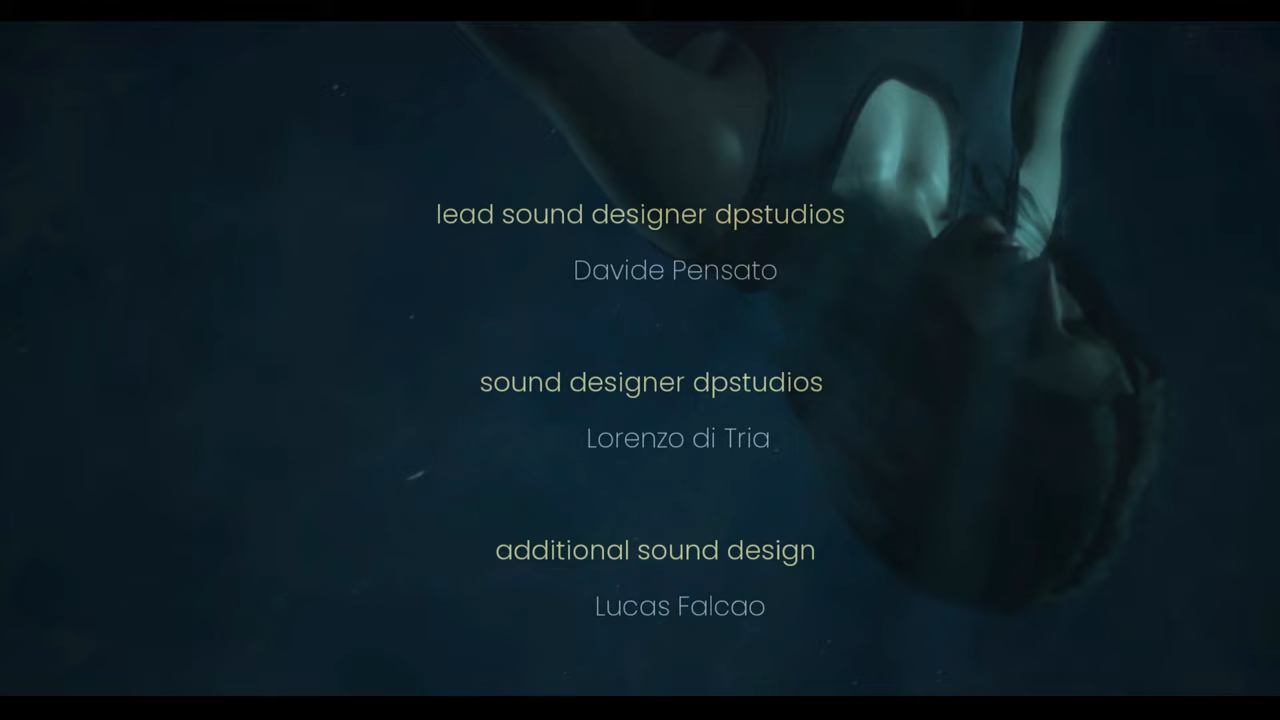 lead sound designer dpstudios
Davide Pensato
sound designer dpstudios
Lorenzo di Tria
additional sound design
Lucas Falcao